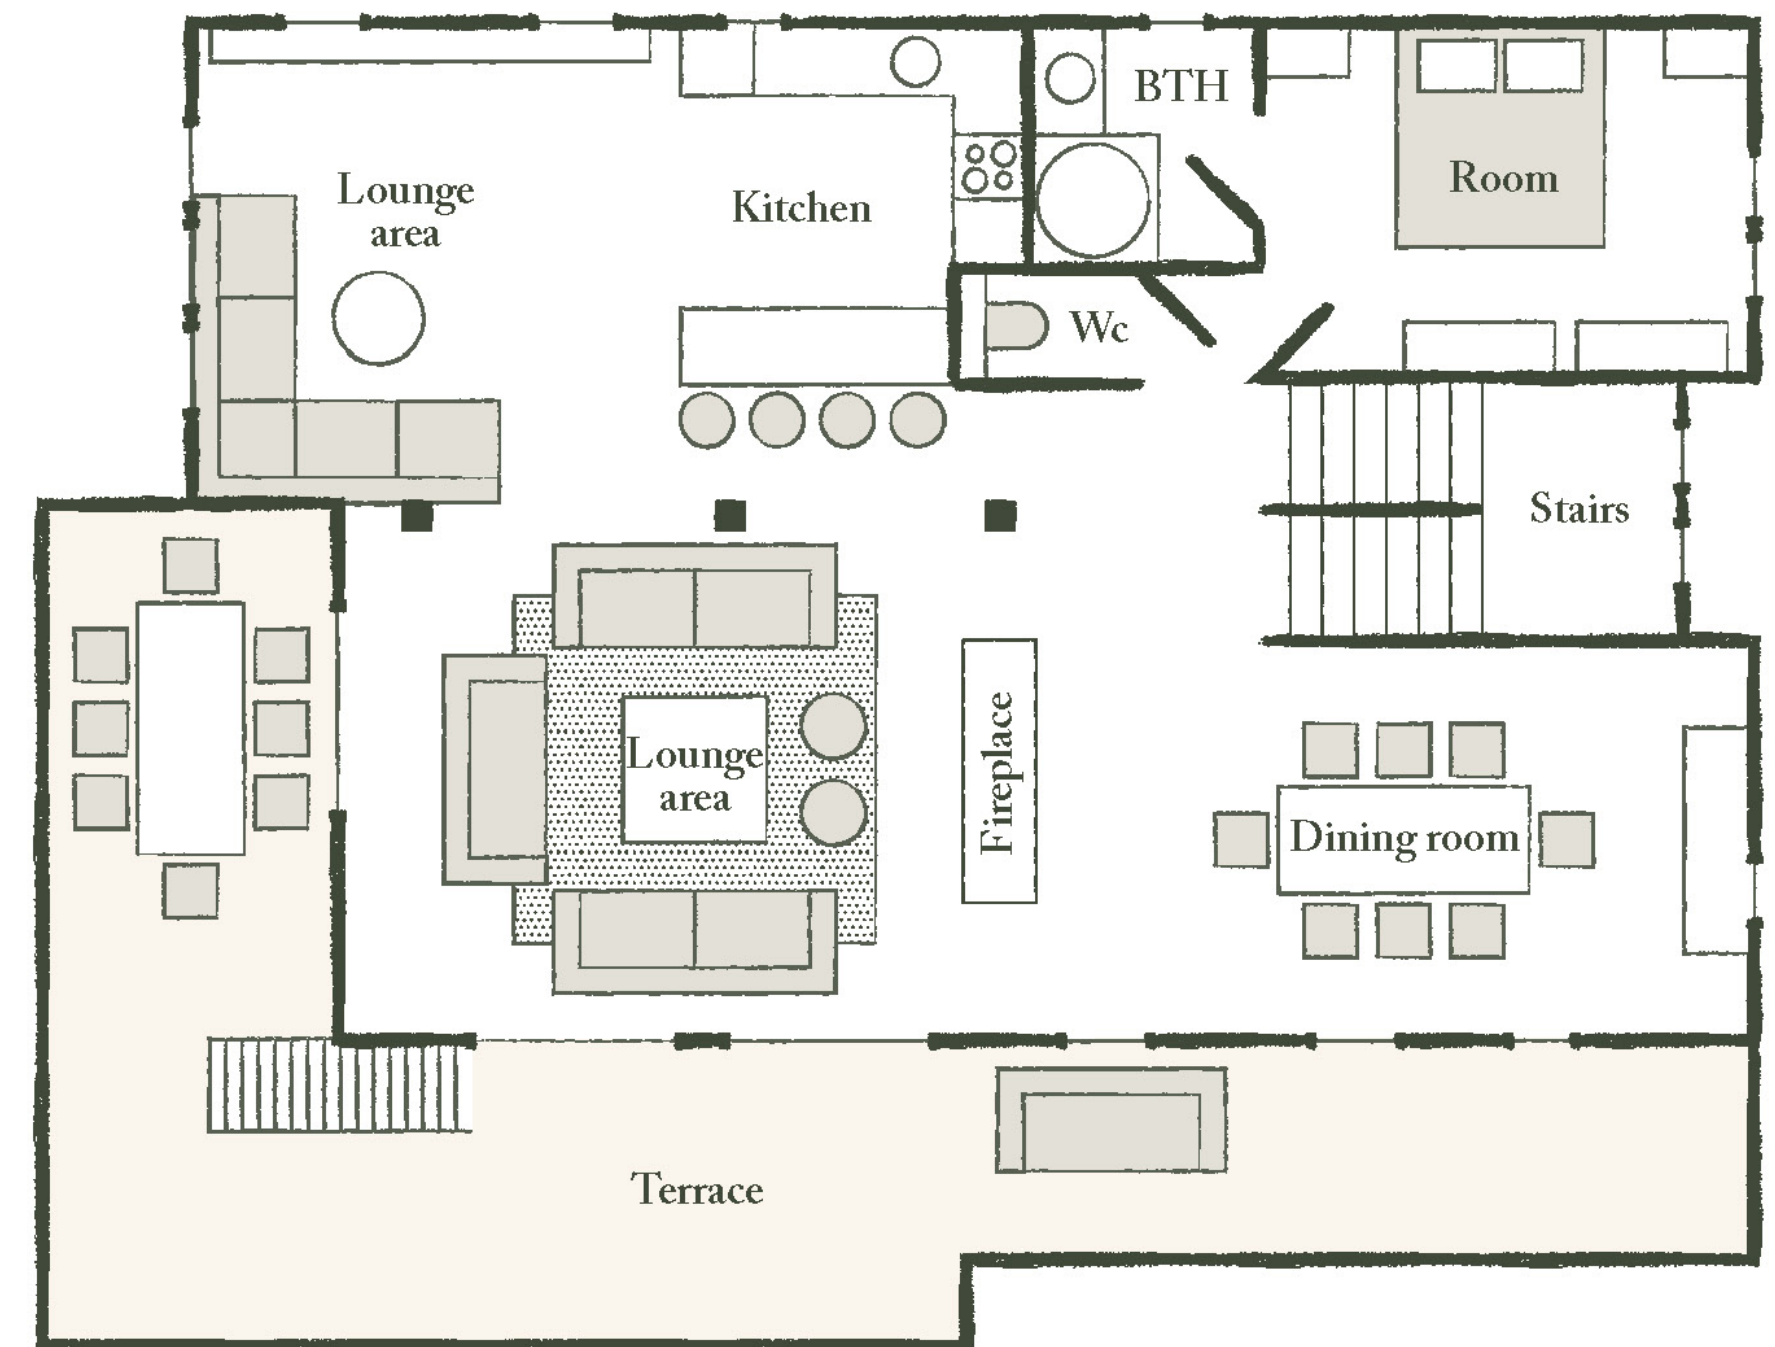 BTH
Room
Lounge
area
Kitchen
Wc
Stairs
Lounge
area
Fireplace
Dining room
Terrace